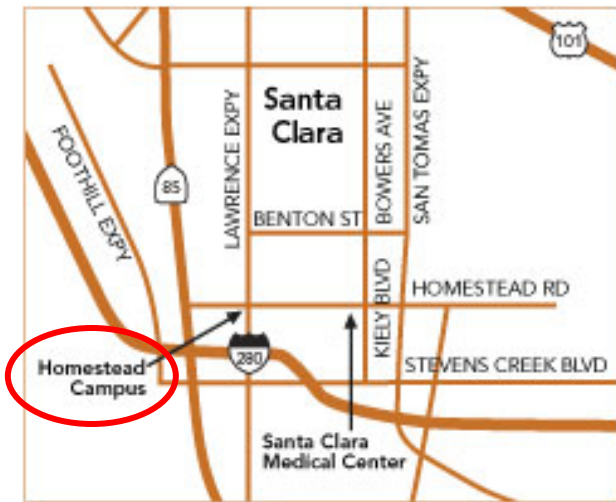 101
Santa
Clara
FOOTHILL EXPY
85
LAWRENCE EXPY
BOWERS AVE
SAN TOMAS EXPY
BENTON ST
KIELY BLVD
HOMESTEAD RD
280
Homestead
Campus
STEVENS CREEK BLVD
Santa Clara
Medical Center